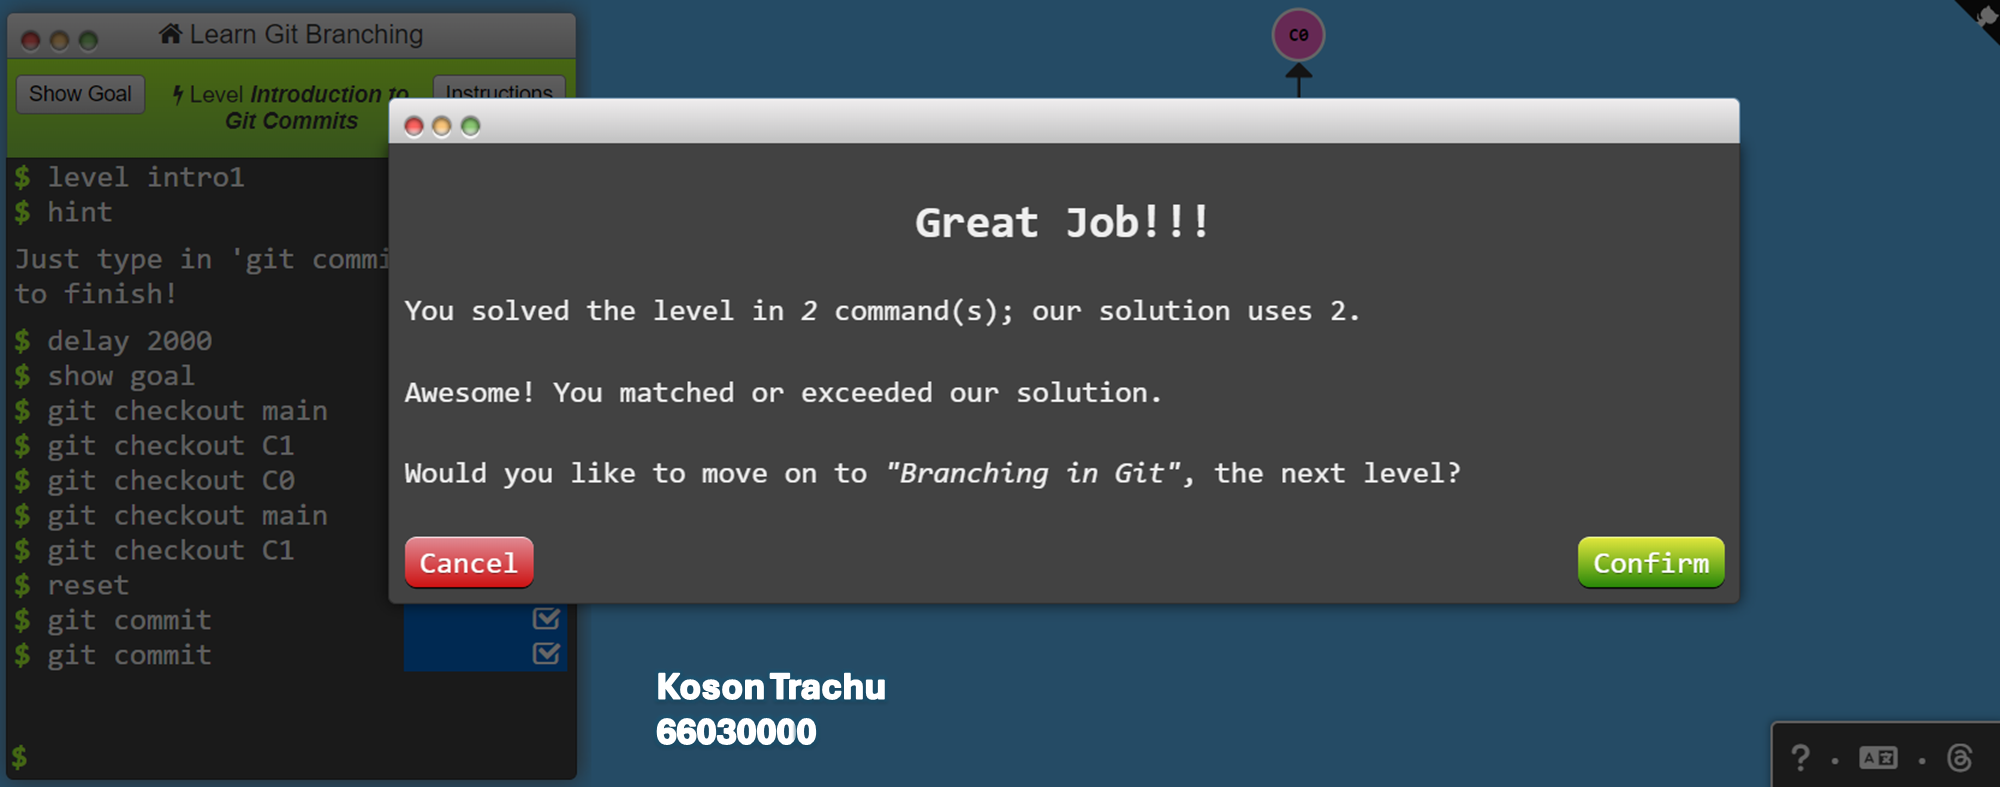 Learn Git Branching
Show Goal
Level Introduction to
Git Commits
Instructions
$ level intro1
$ hint
Just type in 'git commi
to finish!
$ delay 2000
$ show goal
$ git checkout main
$ git checkout C1
$ git checkout C0
$ git checkout main
$ git checkout C1
$ reset
$ git commit
$ git commit
$
C0
Great Job!!!
You solved the level in 2 command(s); our solution uses 2.
Awesome! You matched or exceeded our solution.
Would you like to move on to "Branching in Git", the next level?
Cancel
Confirm
Koson Trachu
66030000
? · A文 ·